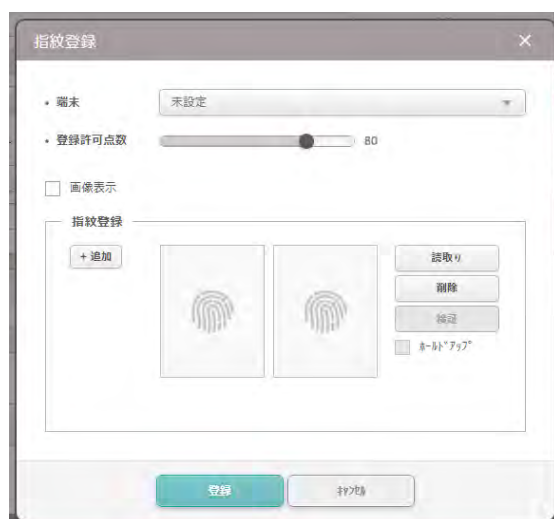 指紋登録
端末 未設定
登録許可点数 80
画像表示
指紋登録
+ 追加
読取り
削除
検証
ﾎｰﾙﾄﾞｱｯﾌﾟ
登録 ｷｬﾝｾﾙ